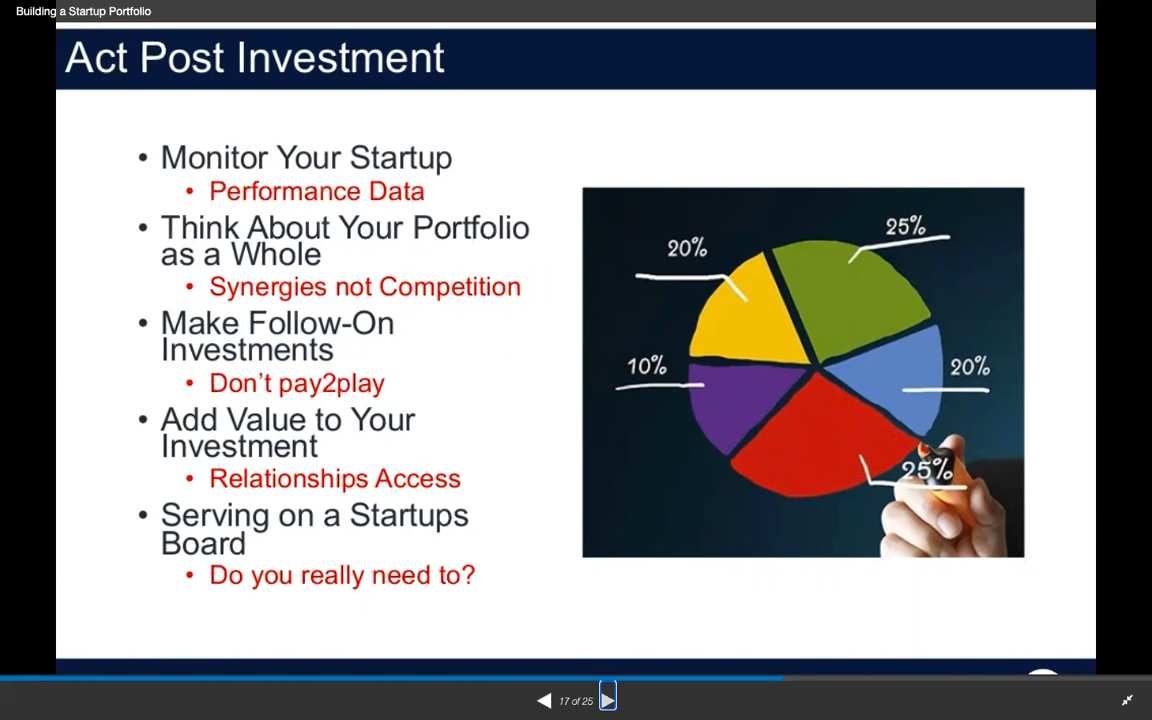 Building a Startup Portfolio
Act Post Investment
• Monitor Your Startup
• Performance Data
• Think About Your Portfolio
as a Whole
• Synergies not Competition
• Make Follow-On
Investments
• Don't pay2play
• Add Value to Your
Investment
• Relationships Access
• Serving on a Startups
Board
• Do you really need to?
25%
20%
10%
20%
25%
17 of 25